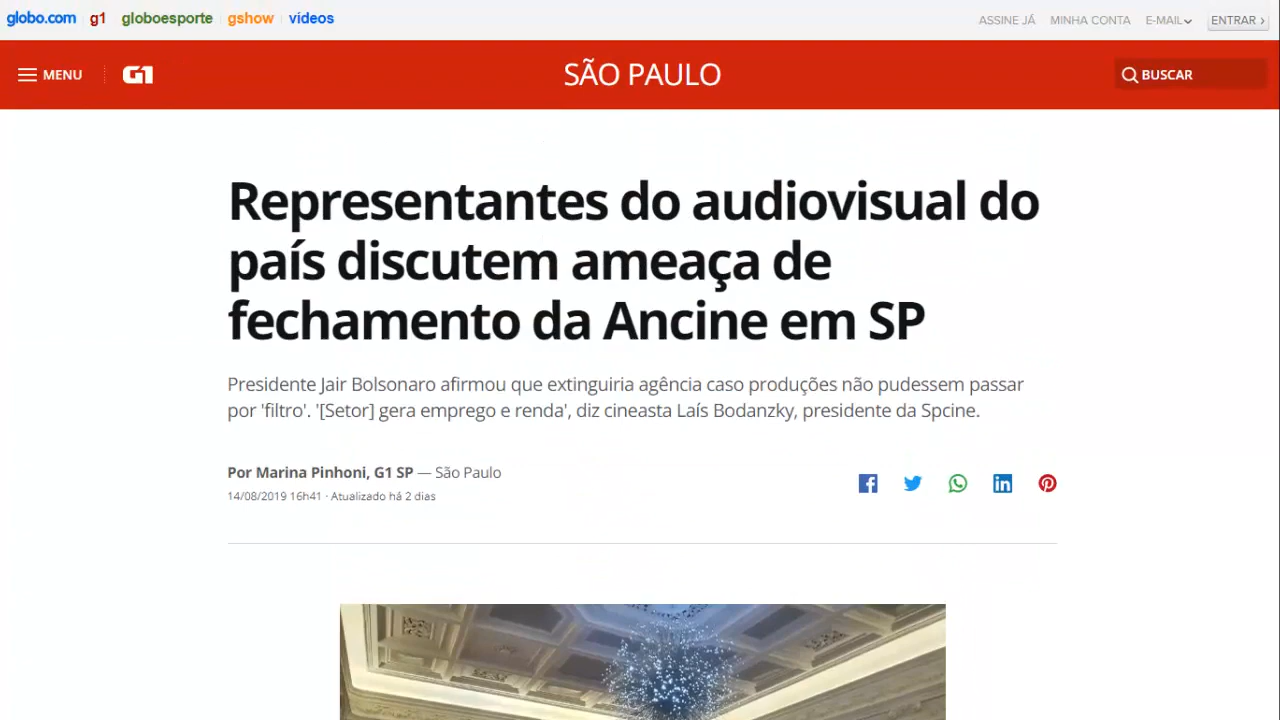 globo.com g1 globoesporte gshow vídeos ASSINE JÁ MINHA CONTA E-MAIL ENTRAR ›
MENU G1 SÃO PAULO BUSCAR
Representantes do audiovisual do
país discutem ameaça de
fechamento da Ancine em SP
Presidente Jair Bolsonaro afirmou que extinguiria agência caso produções não pudessem passar
por 'filtro'. '[Setor] gera emprego e renda', diz cineasta Laís Bodanzky, presidente da Spcine.
Por Marina Pinhoni, G1 SP — São Paulo
14/08/2019 16h41 · Atualizado há 2 dias